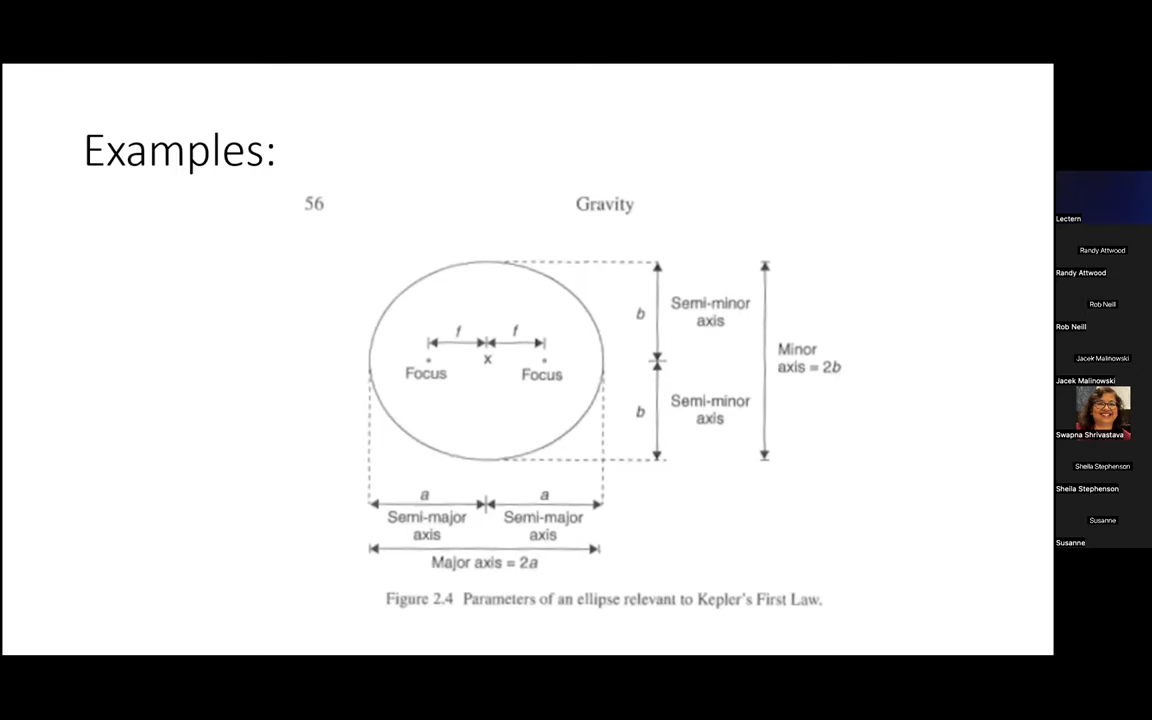 Examples:
56
Gravity
f
f
x
Focus
Focus
b
Semi-minor
axis
Minor
axis = 2b
b
Semi-minor
axis
a
a
Semi-major
axis
Semi-major
axis
Major axis = 2a
Figure 2.4 Parameters of an ellipse relevant to Kepler's First Law.
Lectern
Randy Attwood
Randy Attwood
Rob Neill
Rob Neill
Jacek Malinowski
Jacek Malinowski
Swapna Shrivastava
Sheila Stephenson
Sheila Stephenson
Susanne
Susanne